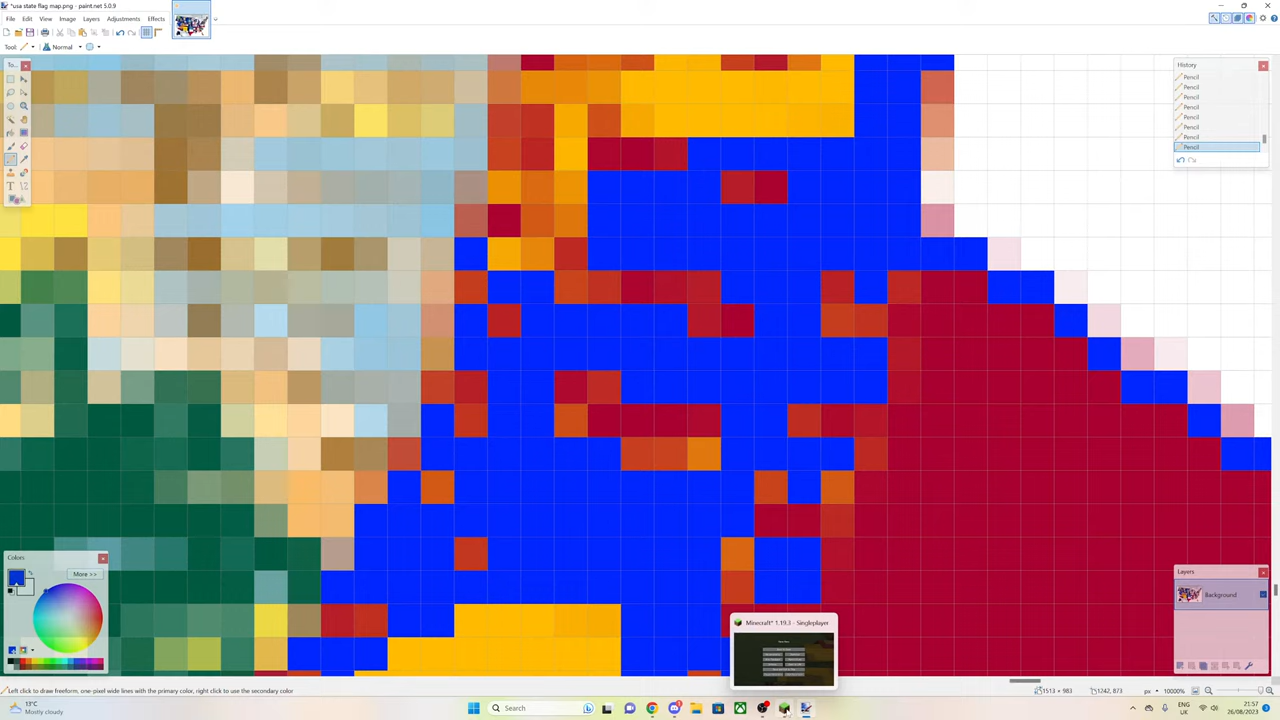 *usa state flag map.png - paint.net 5.0.9
File Edit View Image Layers Adjustments Effects
Tool: Normal
To...
History
Pencil
Pencil
Pencil
Pencil
Pencil
Pencil
Pencil
Pencil
Colors
More >>
Layers
Background
Minecraft* 1.19.3 - Singleplayer
Left click to draw freeform, one-pixel wide lines with the primary color, right click to use the secondary color
1513 × 983
1242, 873
px
10000%
13°C
Mostly cloudy
Search
ENG
UK
21:57
26/08/2023